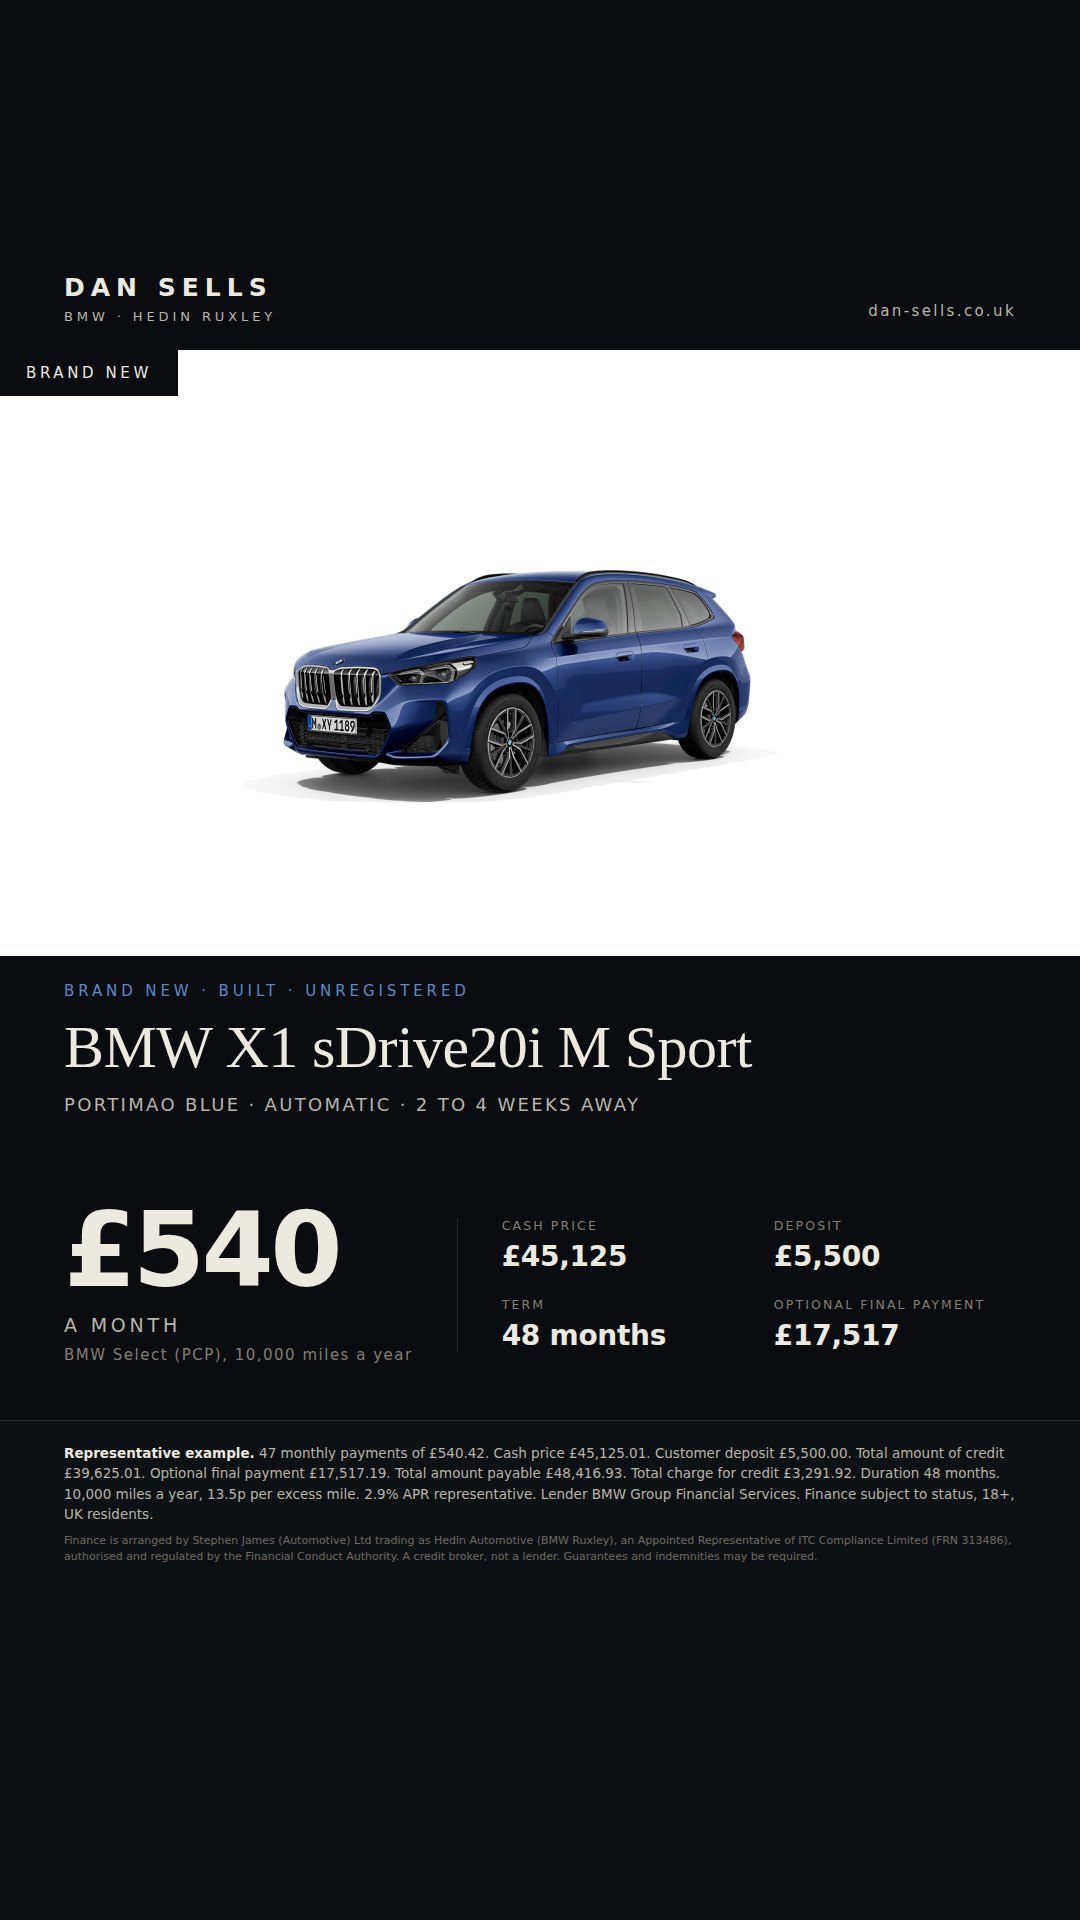 DAN SELLS
BMW · HEDIN RUXLEY
dan-sells.co.uk
BRAND NEW
M XY 1189
BRAND NEW · BUILT · UNREGISTERED
BMW X1 sDrive20i M Sport
PORTIMAO BLUE · AUTOMATIC · 2 TO 4 WEEKS AWAY
£540
A MONTH
BMW Select (PCP), 10,000 miles a year
CASH PRICE
£45,125
DEPOSIT
£5,500
TERM
48 months
OPTIONAL FINAL PAYMENT
£17,517
Representative example. 47 monthly payments of £540.42. Cash price £45,125.01. Customer deposit £5,500.00. Total amount of credit
£39,625.01. Optional final payment £17,517.19. Total amount payable £48,416.93. Total charge for credit £3,291.92. Duration 48 months.
10,000 miles a year, 13.5p per excess mile. 2.9% APR representative. Lender BMW Group Financial Services. Finance subject to status, 18+,
UK residents.
Finance is arranged by Stephen James (Automotive) Ltd trading as Hedin Automotive (BMW Ruxley), an Appointed Representative of ITC Compliance Limited (FRN 313486),
authorised and regulated by the Financial Conduct Authority. A credit broker, not a lender. Guarantees and indemnities may be required.